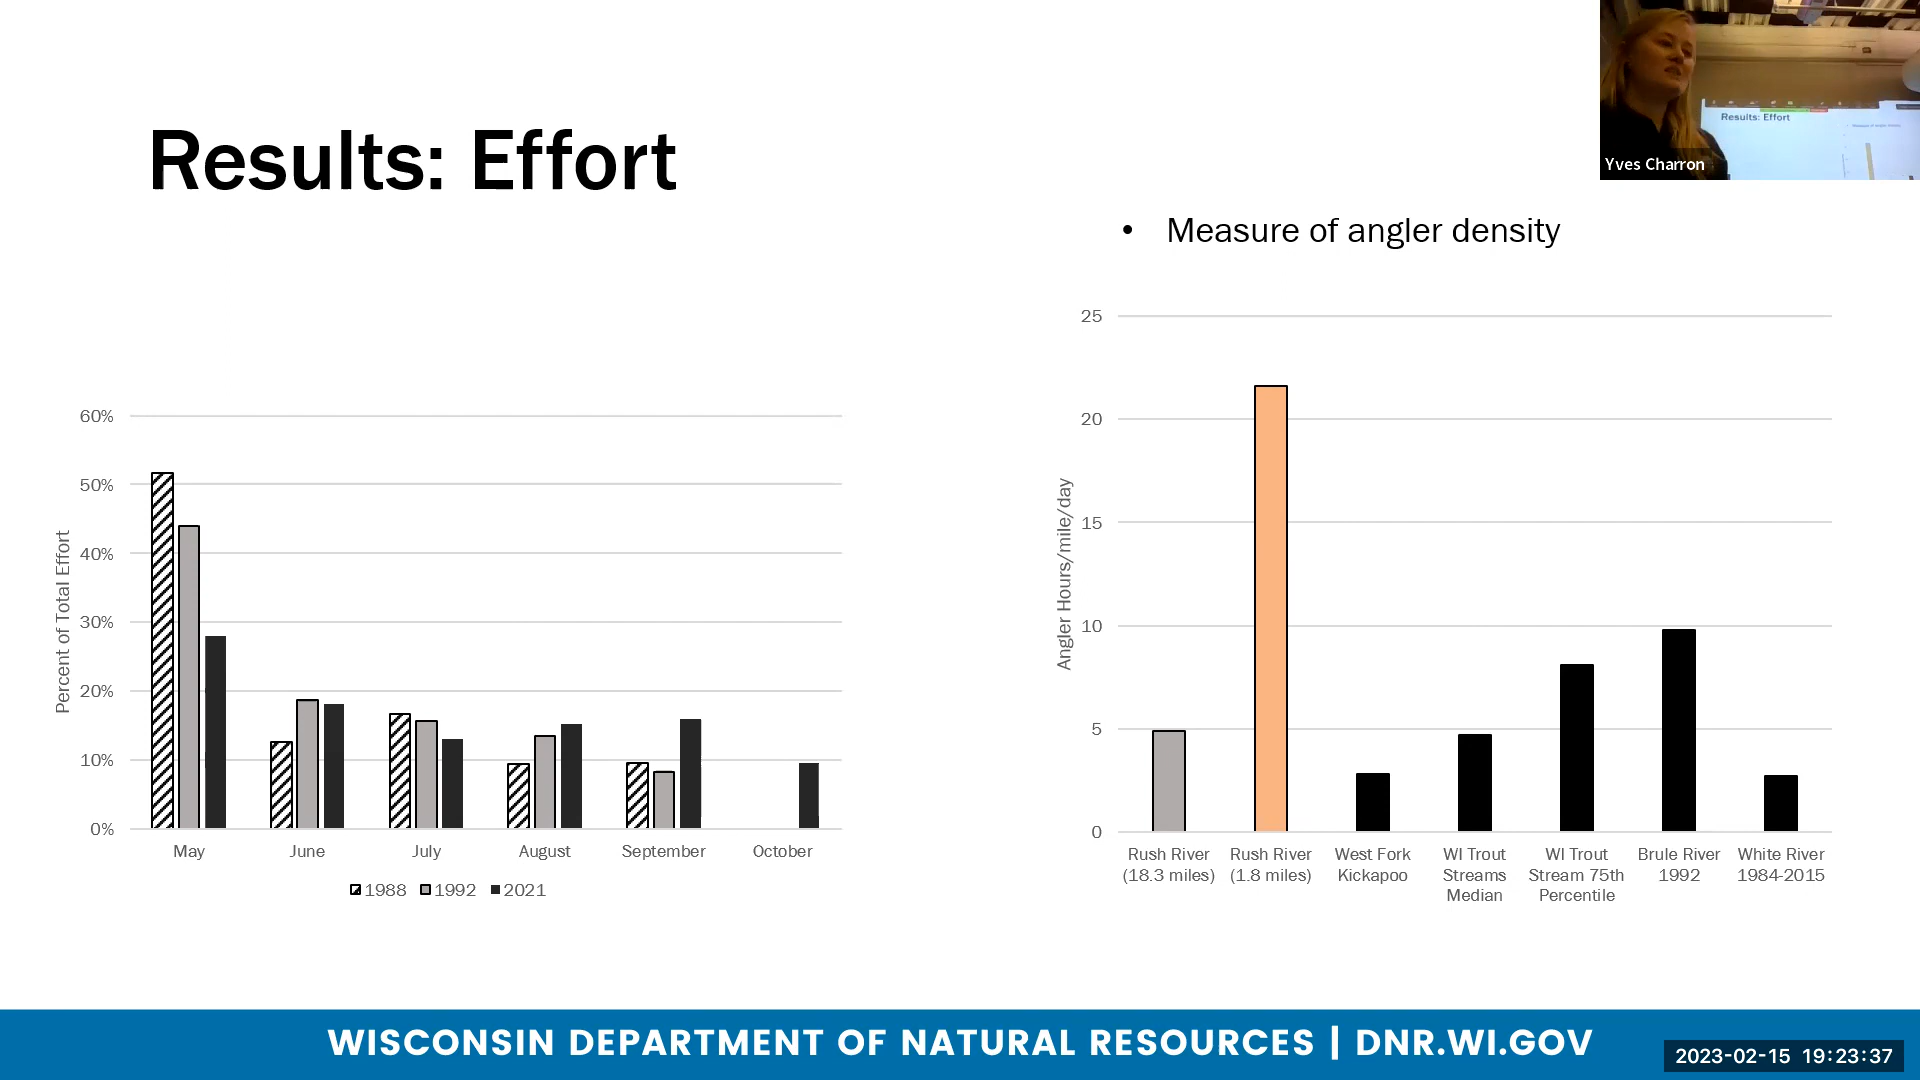 Results: Effort
Yves Charron
Results: Effort
• Measure of angler density
60%
50%
40%
30%
20%
10%
0%
Percent of Total Effort
May
June
July
August
September
October
1988
1992
2021
25
20
15
10
5
0
Angler Hours/mile/day
Rush River
(18.3 miles)
Rush River
(1.8 miles)
West Fork
Kickapoo
WI Trout
Streams
Median
WI Trout
Stream 75th
Percentile
Brule River
1992
White River
1984-2015
WISCONSIN DEPARTMENT OF NATURAL RESOURCES | DNR.WI.GOV
2023-02-15 19:23:37